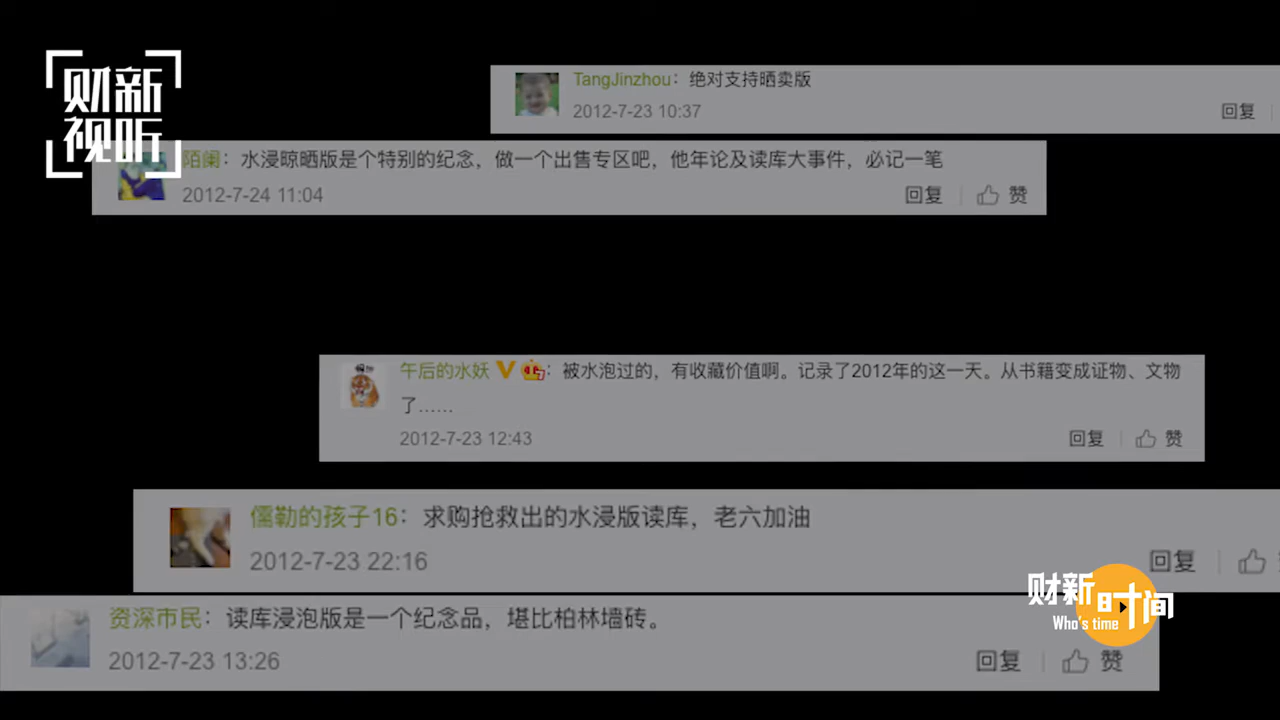 财新
视听
TangJinzhou：绝对支持晒卖版
2012-7-23 10:37
回复
陌阑：水浸晾晒版是个特别的纪念，做一个出售专区吧，他年论及读库大事件，必记一笔
2012-7-24 11:04
回复 赞
午后的水妖 V ：被水泡过的，有收藏价值啊。记录了2012年的这一天。从书籍变成证物、文物
了……
2012-7-23 12:43
回复 赞
儒勒的孩子16：求购抢救出的水浸版读库，老六加油
2012-7-23 22:16
回复
资深市民：读库浸泡版是一个纪念品，堪比柏林墙砖。
2012-7-23 13:26
回复 赞
财新时间
Who's time